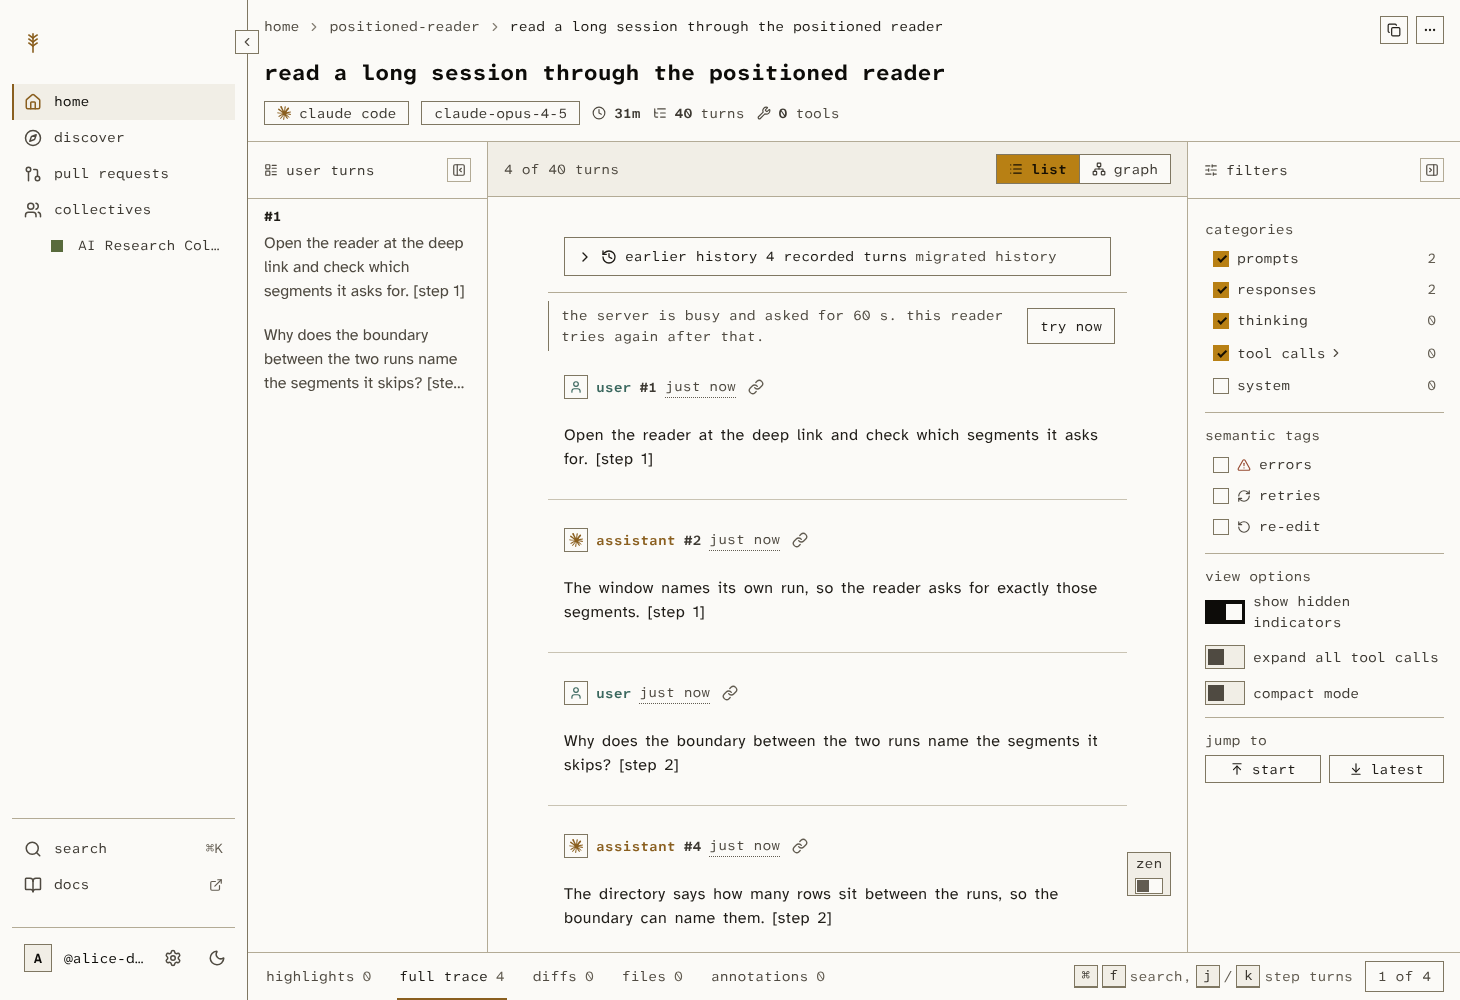 home > positioned-reader > read a long session through the positioned reader
read a long session through the positioned reader
claude code claude-opus-4-5 31m 40 turns 0 tools
home
discover
pull requests
collectives
AI Research Col…
search ⌘K
docs
A @alice-d…
user turns
#1
Open the reader at the deep
link and check which
segments it asks for. [step 1]
Why does the boundary
between the two runs name
the segments it skips? [ste…
4 of 40 turns
list graph
earlier history 4 recorded turns migrated history
the server is busy and asked for 60 s. this reader
tries again after that.
try now
user #1 just now
Open the reader at the deep link and check which segments it asks
for. [step 1]
assistant #2 just now
The window names its own run, so the reader asks for exactly those
segments. [step 1]
user just now
Why does the boundary between the two runs name the segments it
skips? [step 2]
assistant #4 just now
The directory says how many rows sit between the runs, so the
boundary can name them. [step 2]
zen
filters
categories
prompts 2
responses 2
thinking 0
tool calls > 0
system 0
semantic tags
errors
retries
re-edit
view options
show hidden
indicators
expand all tool calls
compact mode
jump to
start latest
highlights 0 full trace 4 diffs 0 files 0 annotations 0
⌘ f search, j / k step turns 1 of 4